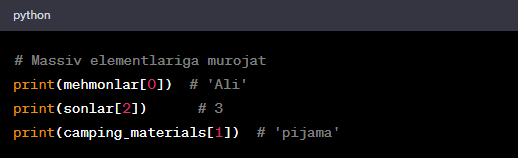 python
# Massiv elementlariga murojat
print(mehmonlar[0])  # 'Ali'
print(sonlar[2])      # 3
print(camping_materials[1])  # 'pijama'